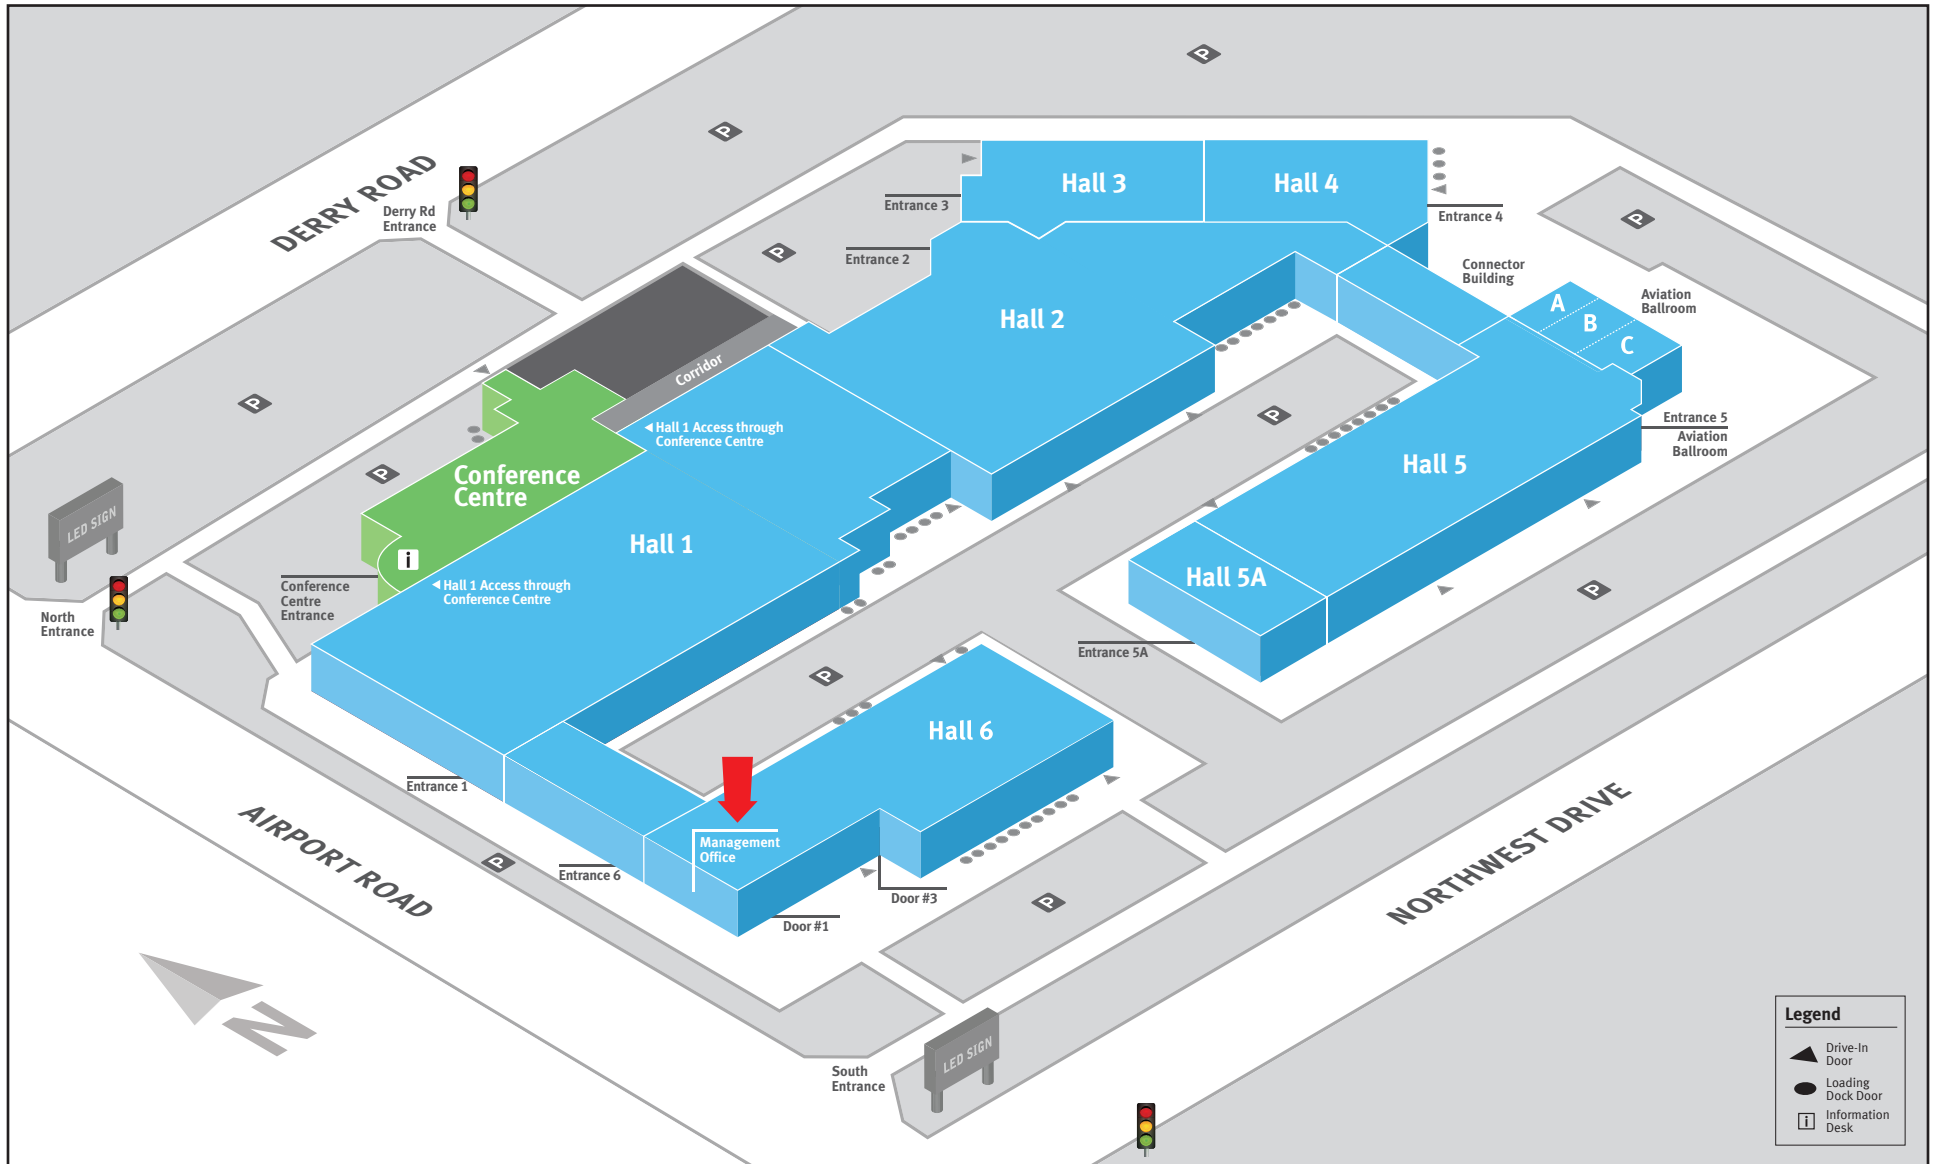 P
P
DERRY ROAD
Derry Rd
Entrance
Hall 3
Hall 4
Entrance 3
Entrance 4
P
Entrance 2
P
Connector
Building
Aviation
Ballroom
A
B
C
Hall 2
Corridor
P
Hall 1 Access through
Conference Centre
P
Entrance 5
Aviation
Ballroom
Hall 5
P
Conference
Centre
LED SIGN
Hall 1
i
Hall 1 Access through
Conference Centre
Conference
Centre
Entrance
North
Entrance
Hall 5A
P
Entrance 5A
P
Hall 6
Entrance 1
AIRPORT ROAD
NORTHWEST DRIVE
Management
Office
P
Entrance 6
Door #3
P
Door #1
N
LED SIGN
South
Entrance
Legend
Drive-In
Door
Loading
Dock Door
i
Information
Desk